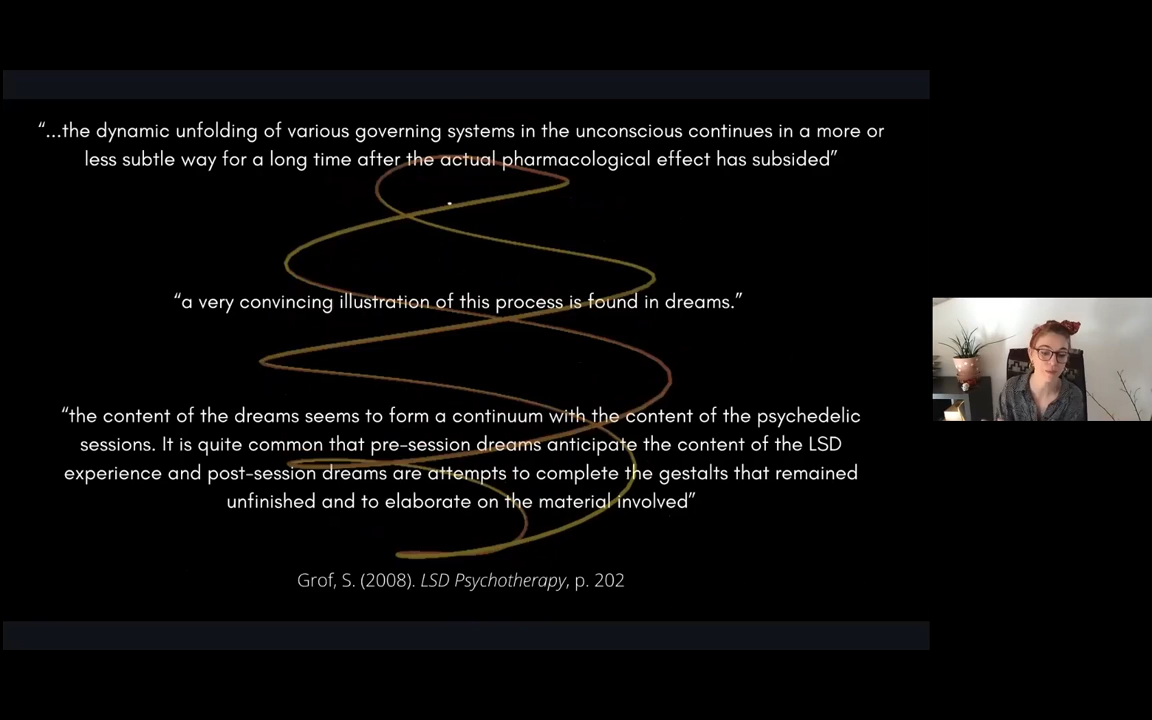 “...the dynamic unfolding of various governing systems in the unconscious continues in a more or
less subtle way for a long time after the actual pharmacological effect has subsided”
“a very convincing illustration of this process is found in dreams.”
“the content of the dreams seems to form a continuum with the content of the psychedelic
sessions. It is quite common that pre-session dreams anticipate the content of the LSD
experience and post-session dreams are attempts to complete the gestalts that remained
unfinished and to elaborate on the material involved”
Grof, S. (2008). LSD Psychotherapy, p. 202